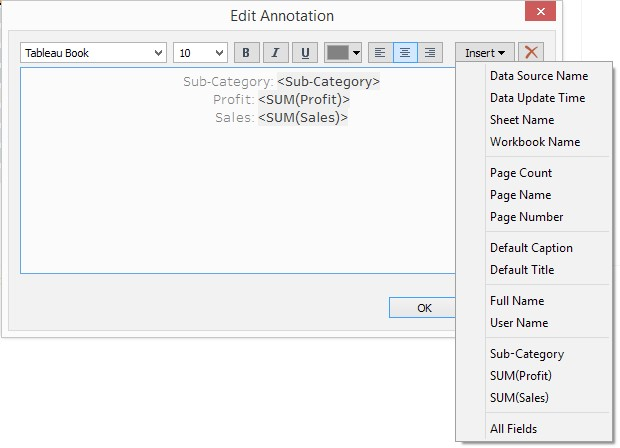 Edit Annotation
Tableau Book 10 B I U Insert
Sub-Category: <Sub-Category>
Profit: <SUM(Profit)>
Sales: <SUM(Sales)>
OK
Data Source Name
Data Update Time
Sheet Name
Workbook Name
Page Count
Page Name
Page Number
Default Caption
Default Title
Full Name
User Name
Sub-Category
SUM(Profit)
SUM(Sales)
All Fields